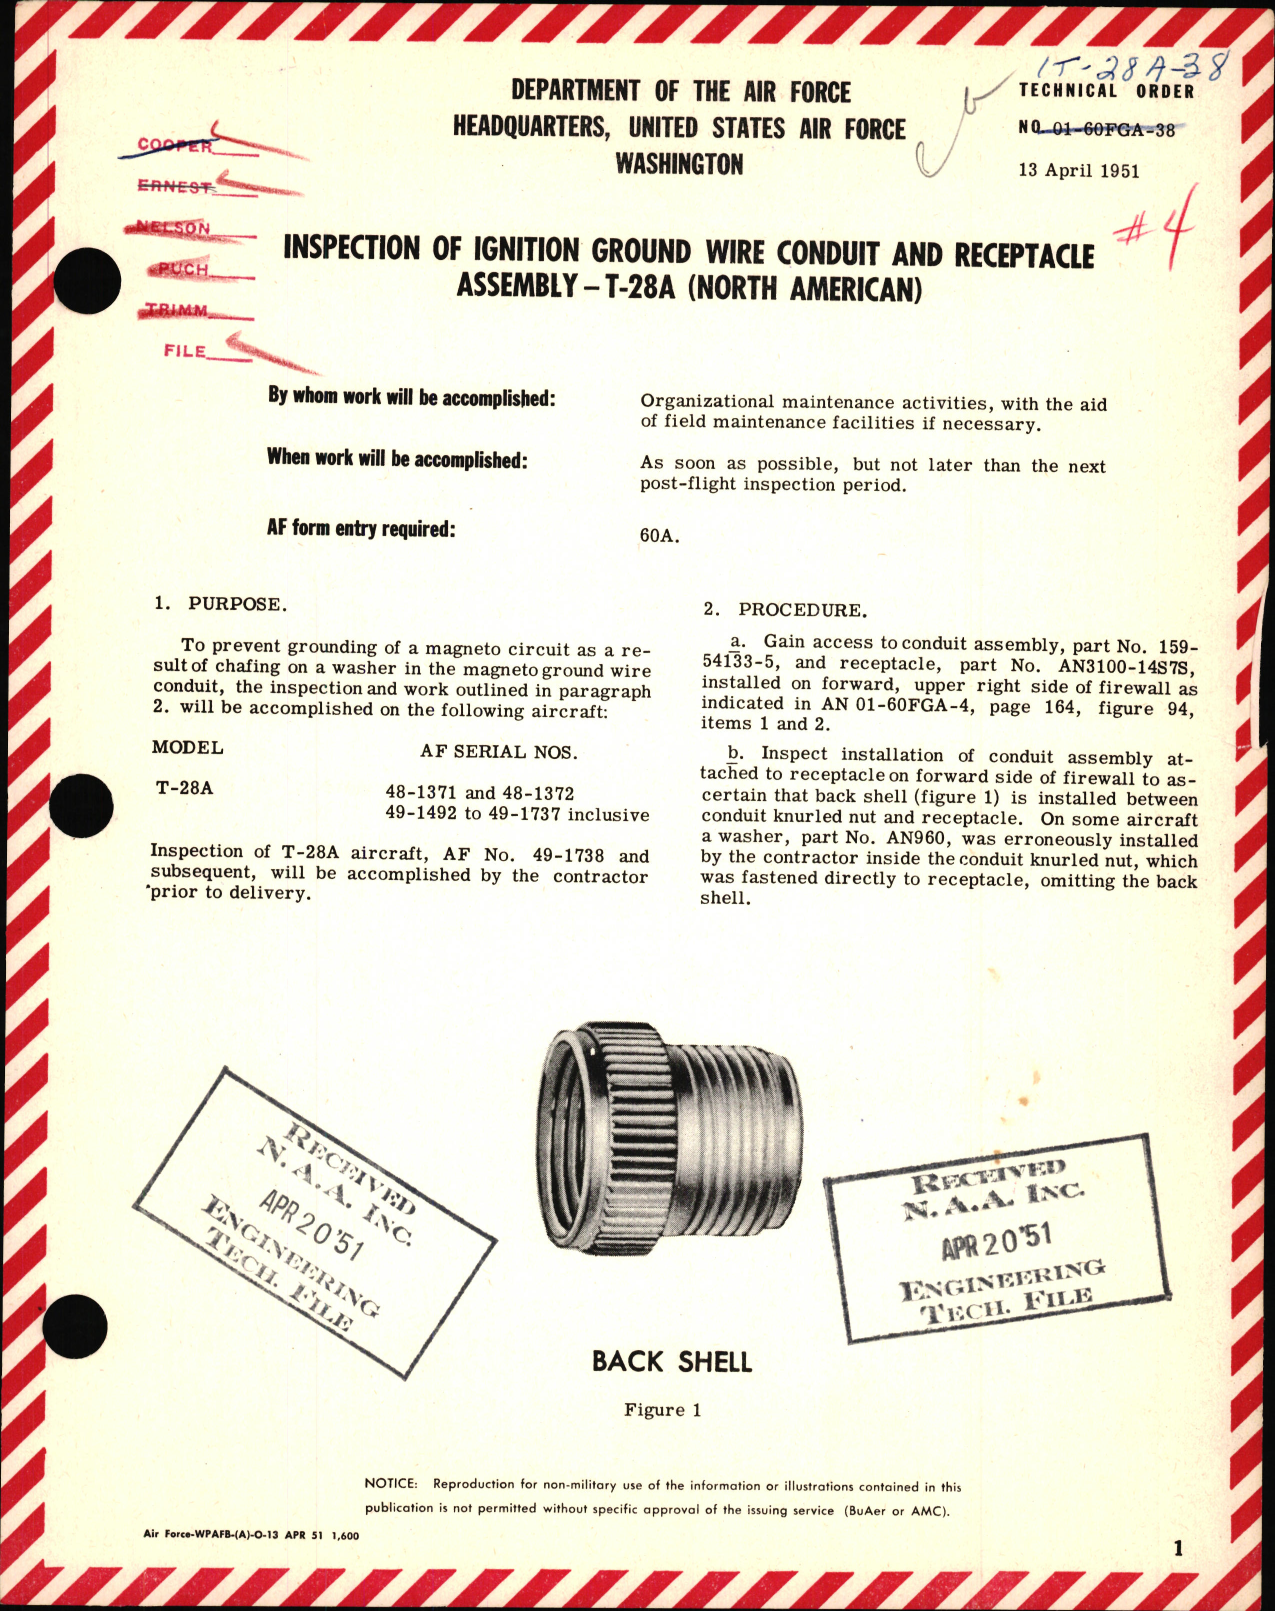 1T-28A-38
DEPARTMENT OF THE AIR FORCE
HEADQUARTERS, UNITED STATES AIR FORCE
WASHINGTON
TECHNICAL ORDER
NO. 01-60FGA-38
13 April 1951
COOPER
ERNEST
NELSON
PUCH
TRIMM
FILE
#4
INSPECTION OF IGNITION GROUND WIRE CONDUIT AND RECEPTACLE
ASSEMBLY – T-28A (NORTH AMERICAN)
By whom work will be accomplished:
Organizational maintenance activities, with the aid
of field maintenance facilities if necessary.
When work will be accomplished:
As soon as possible, but not later than the next
post-flight inspection period.
AF form entry required:
60A.
1. PURPOSE.
To prevent grounding of a magneto circuit as a re-
sult of chafing on a washer in the magneto ground wire
conduit, the inspection and work outlined in paragraph
2. will be accomplished on the following aircraft:
MODEL AF SERIAL NOS.
T-28A 48-1371 and 48-1372
49-1492 to 49-1737 inclusive
Inspection of T-28A aircraft, AF No. 49-1738 and
subsequent, will be accomplished by the contractor
prior to delivery.
2. PROCEDURE.
a. Gain access to conduit assembly, part No. 159-
54133-5, and receptacle, part No. AN3100-14S7S,
installed on forward, upper right side of firewall as
indicated in AN 01-60FGA-4, page 164, figure 94,
items 1 and 2.
b. Inspect installation of conduit assembly at-
tached to receptacle on forward side of firewall to as-
certain that back shell (figure 1) is installed between
conduit knurled nut and receptacle. On some aircraft
a washer, part No. AN960, was erroneously installed
by the contractor inside the conduit knurled nut, which
was fastened directly to receptacle, omitting the back
shell.
RECEIVED
N. A. A. INC.
APR 20 '51
ENGINEERING
TECH. FILE
RECEIVED
N. A. A. INC.
APR 20 '51
ENGINEERING
TECH. FILE
BACK SHELL
Figure 1
NOTICE: Reproduction for non-military use of the information or illustrations contained in this
publication is not permitted without specific approval of the issuing service (BuAer or AMC).
Air Force-WPAFB-(A)-O-13 APR 51 1,600
1